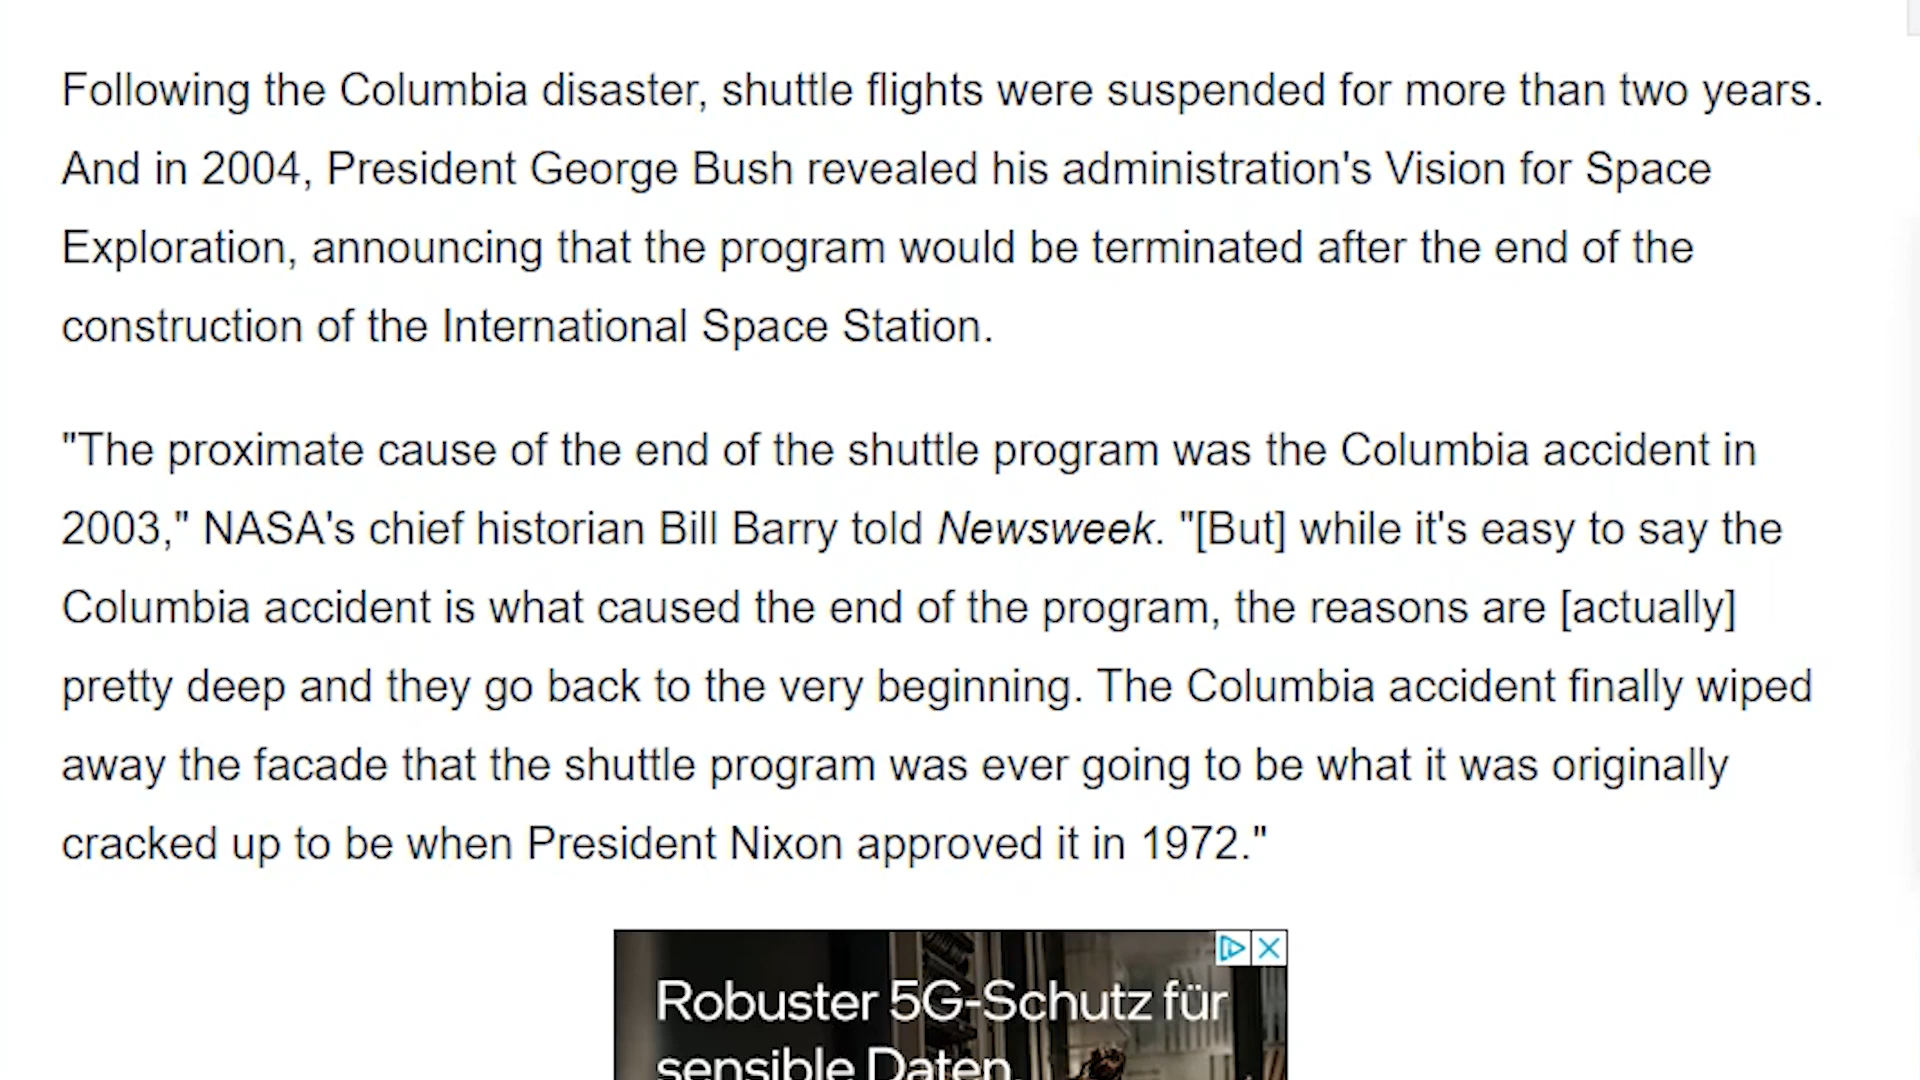 Following the Columbia disaster, shuttle flights were suspended for more than two years.
And in 2004, President George Bush revealed his administration's Vision for Space
Exploration, announcing that the program would be terminated after the end of the
construction of the International Space Station.
"The proximate cause of the end of the shuttle program was the Columbia accident in
2003," NASA's chief historian Bill Barry told Newsweek. "[But] while it's easy to say the
Columbia accident is what caused the end of the program, the reasons are [actually]
pretty deep and they go back to the very beginning. The Columbia accident finally wiped
away the facade that the shuttle program was ever going to be what it was originally
cracked up to be when President Nixon approved it in 1972."
Robuster 5G-Schutz für
sensible Daten.